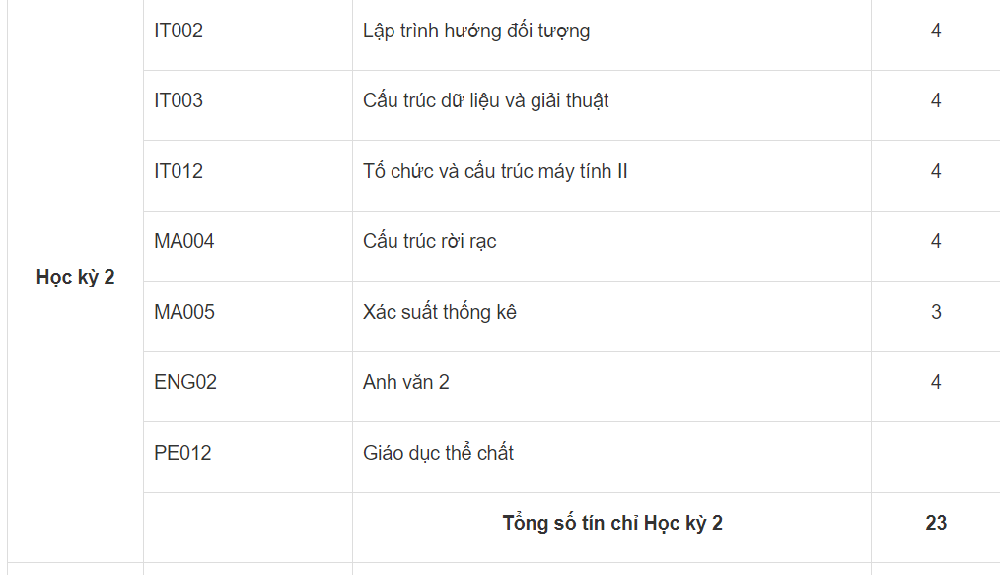 IT002 Lập trình hướng đối tượng 4
IT003 Cấu trúc dữ liệu và giải thuật 4
IT012 Tổ chức và cấu trúc máy tính II 4
MA004 Cấu trúc rời rạc 4
Học kỳ 2
MA005 Xác suất thống kê 3
ENG02 Anh văn 2 4
PE012 Giáo dục thể chất
Tổng số tín chỉ Học kỳ 2 23